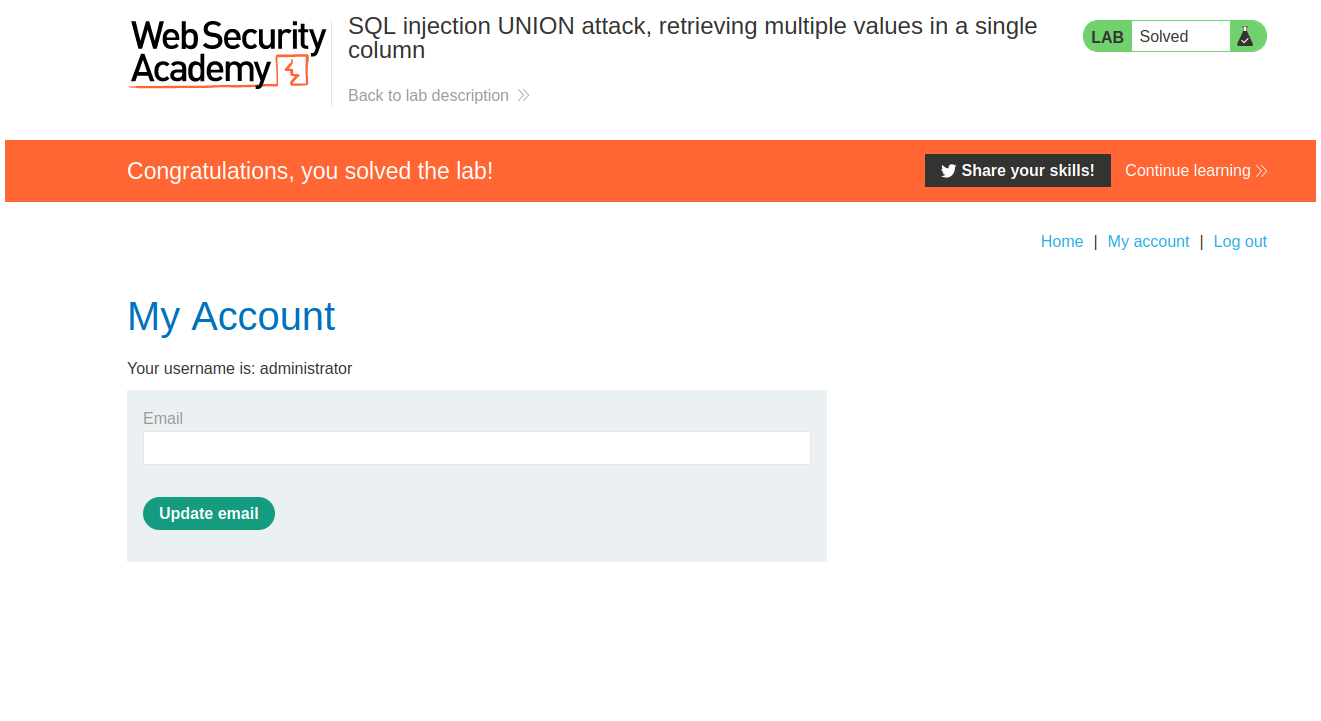 Web Security
Academy
SQL injection UNION attack, retrieving multiple values in a single
column
Back to lab description
LAB Solved
Congratulations, you solved the lab!
Share your skills! Continue learning
Home | My account | Log out
My Account
Your username is: administrator
Email
Update email